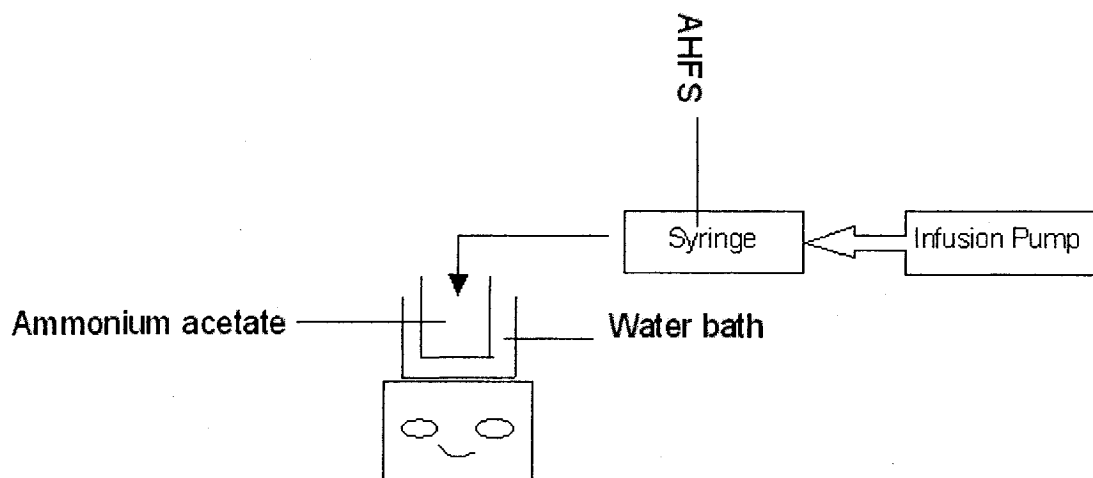 AHFS
Syringe
Infusion Pump
Ammonium acetate
Water bath